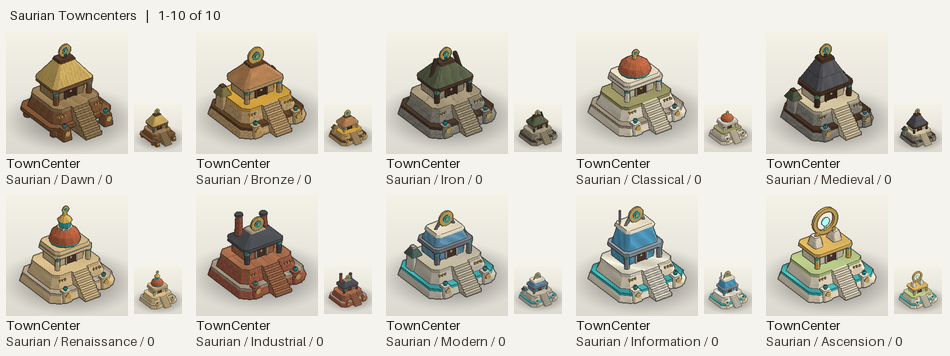 Saurian Towncenters | 1-10 of 10
TownCenter
Saurian / Dawn / 0
TownCenter
Saurian / Bronze / 0
TownCenter
Saurian / Iron / 0
TownCenter
Saurian / Classical / 0
TownCenter
Saurian / Medieval / 0
TownCenter
Saurian / Renaissance / 0
TownCenter
Saurian / Industrial / 0
TownCenter
Saurian / Modern / 0
TownCenter
Saurian / Information / 0
TownCenter
Saurian / Ascension / 0